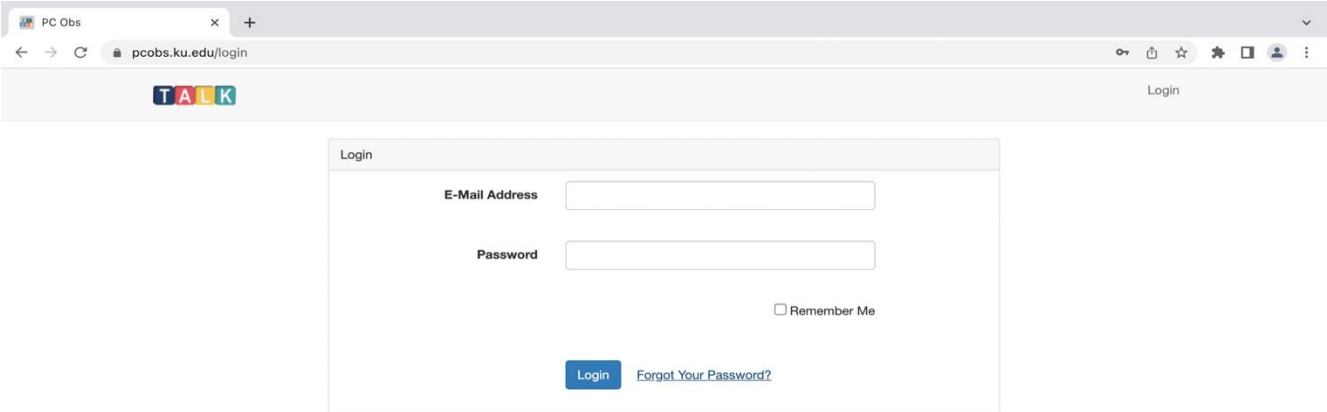 PC Obs
pcobs.ku.edu/login
TALK Login
Login
E-Mail Address
Password
Remember Me
Login Forgot Your Password?